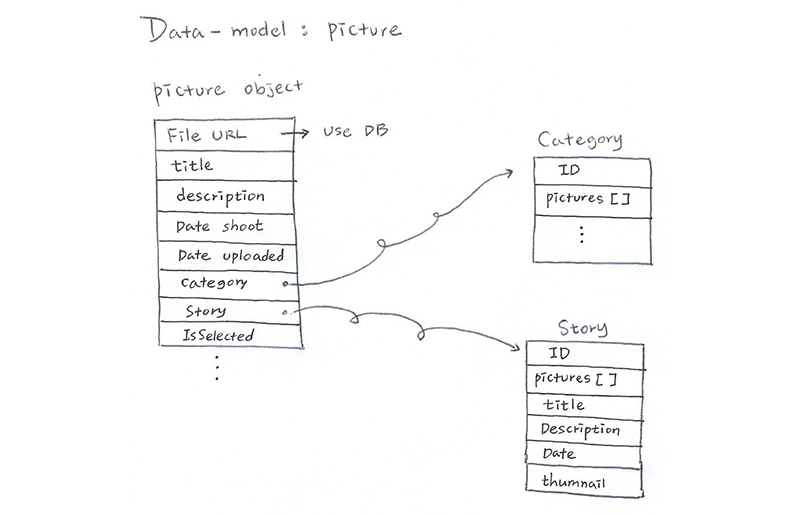 Data-model: picture
picture object
File URL → use DB
title
description
Date shoot
Date uploaded
category
Story
IsSelected
⋮
Category
ID
pictures []
⋮
Story
ID
pictures []
title
Description
Date
thumnail